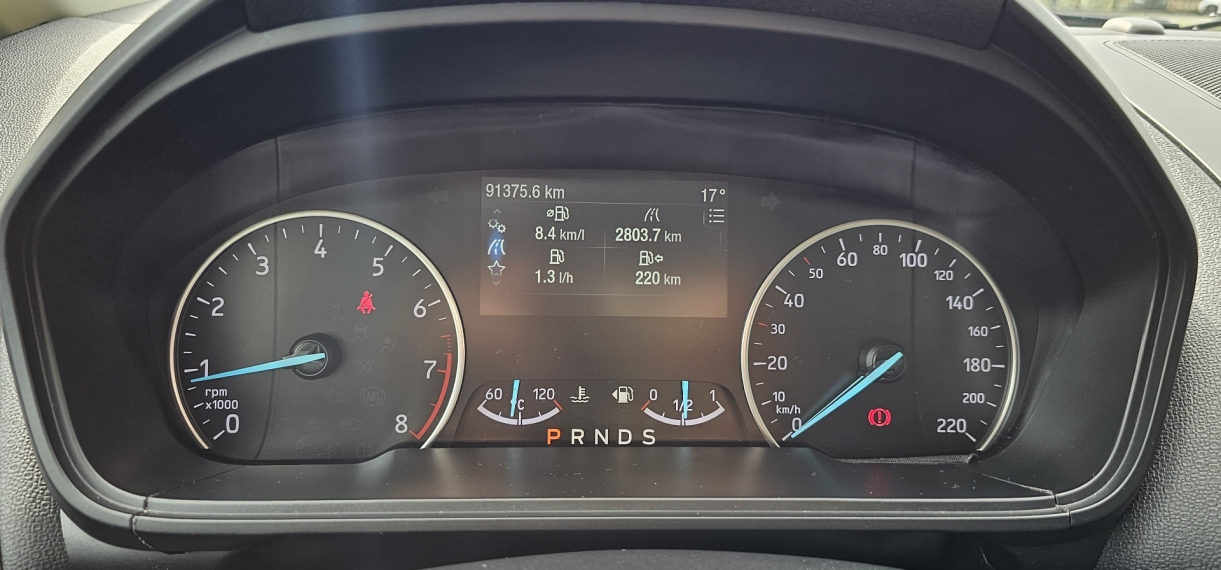 91375.6 km 17°
8.4 km/l 2803.7 km
1.3 l/h 220 km
0 1 2 3 4 5 6 7 8
rpm
x1000
60 °C 120
0 1/2 1
P R N D S
0 10 20 30 40 50 60 80 100 120 140 160 180 200 220
km/h